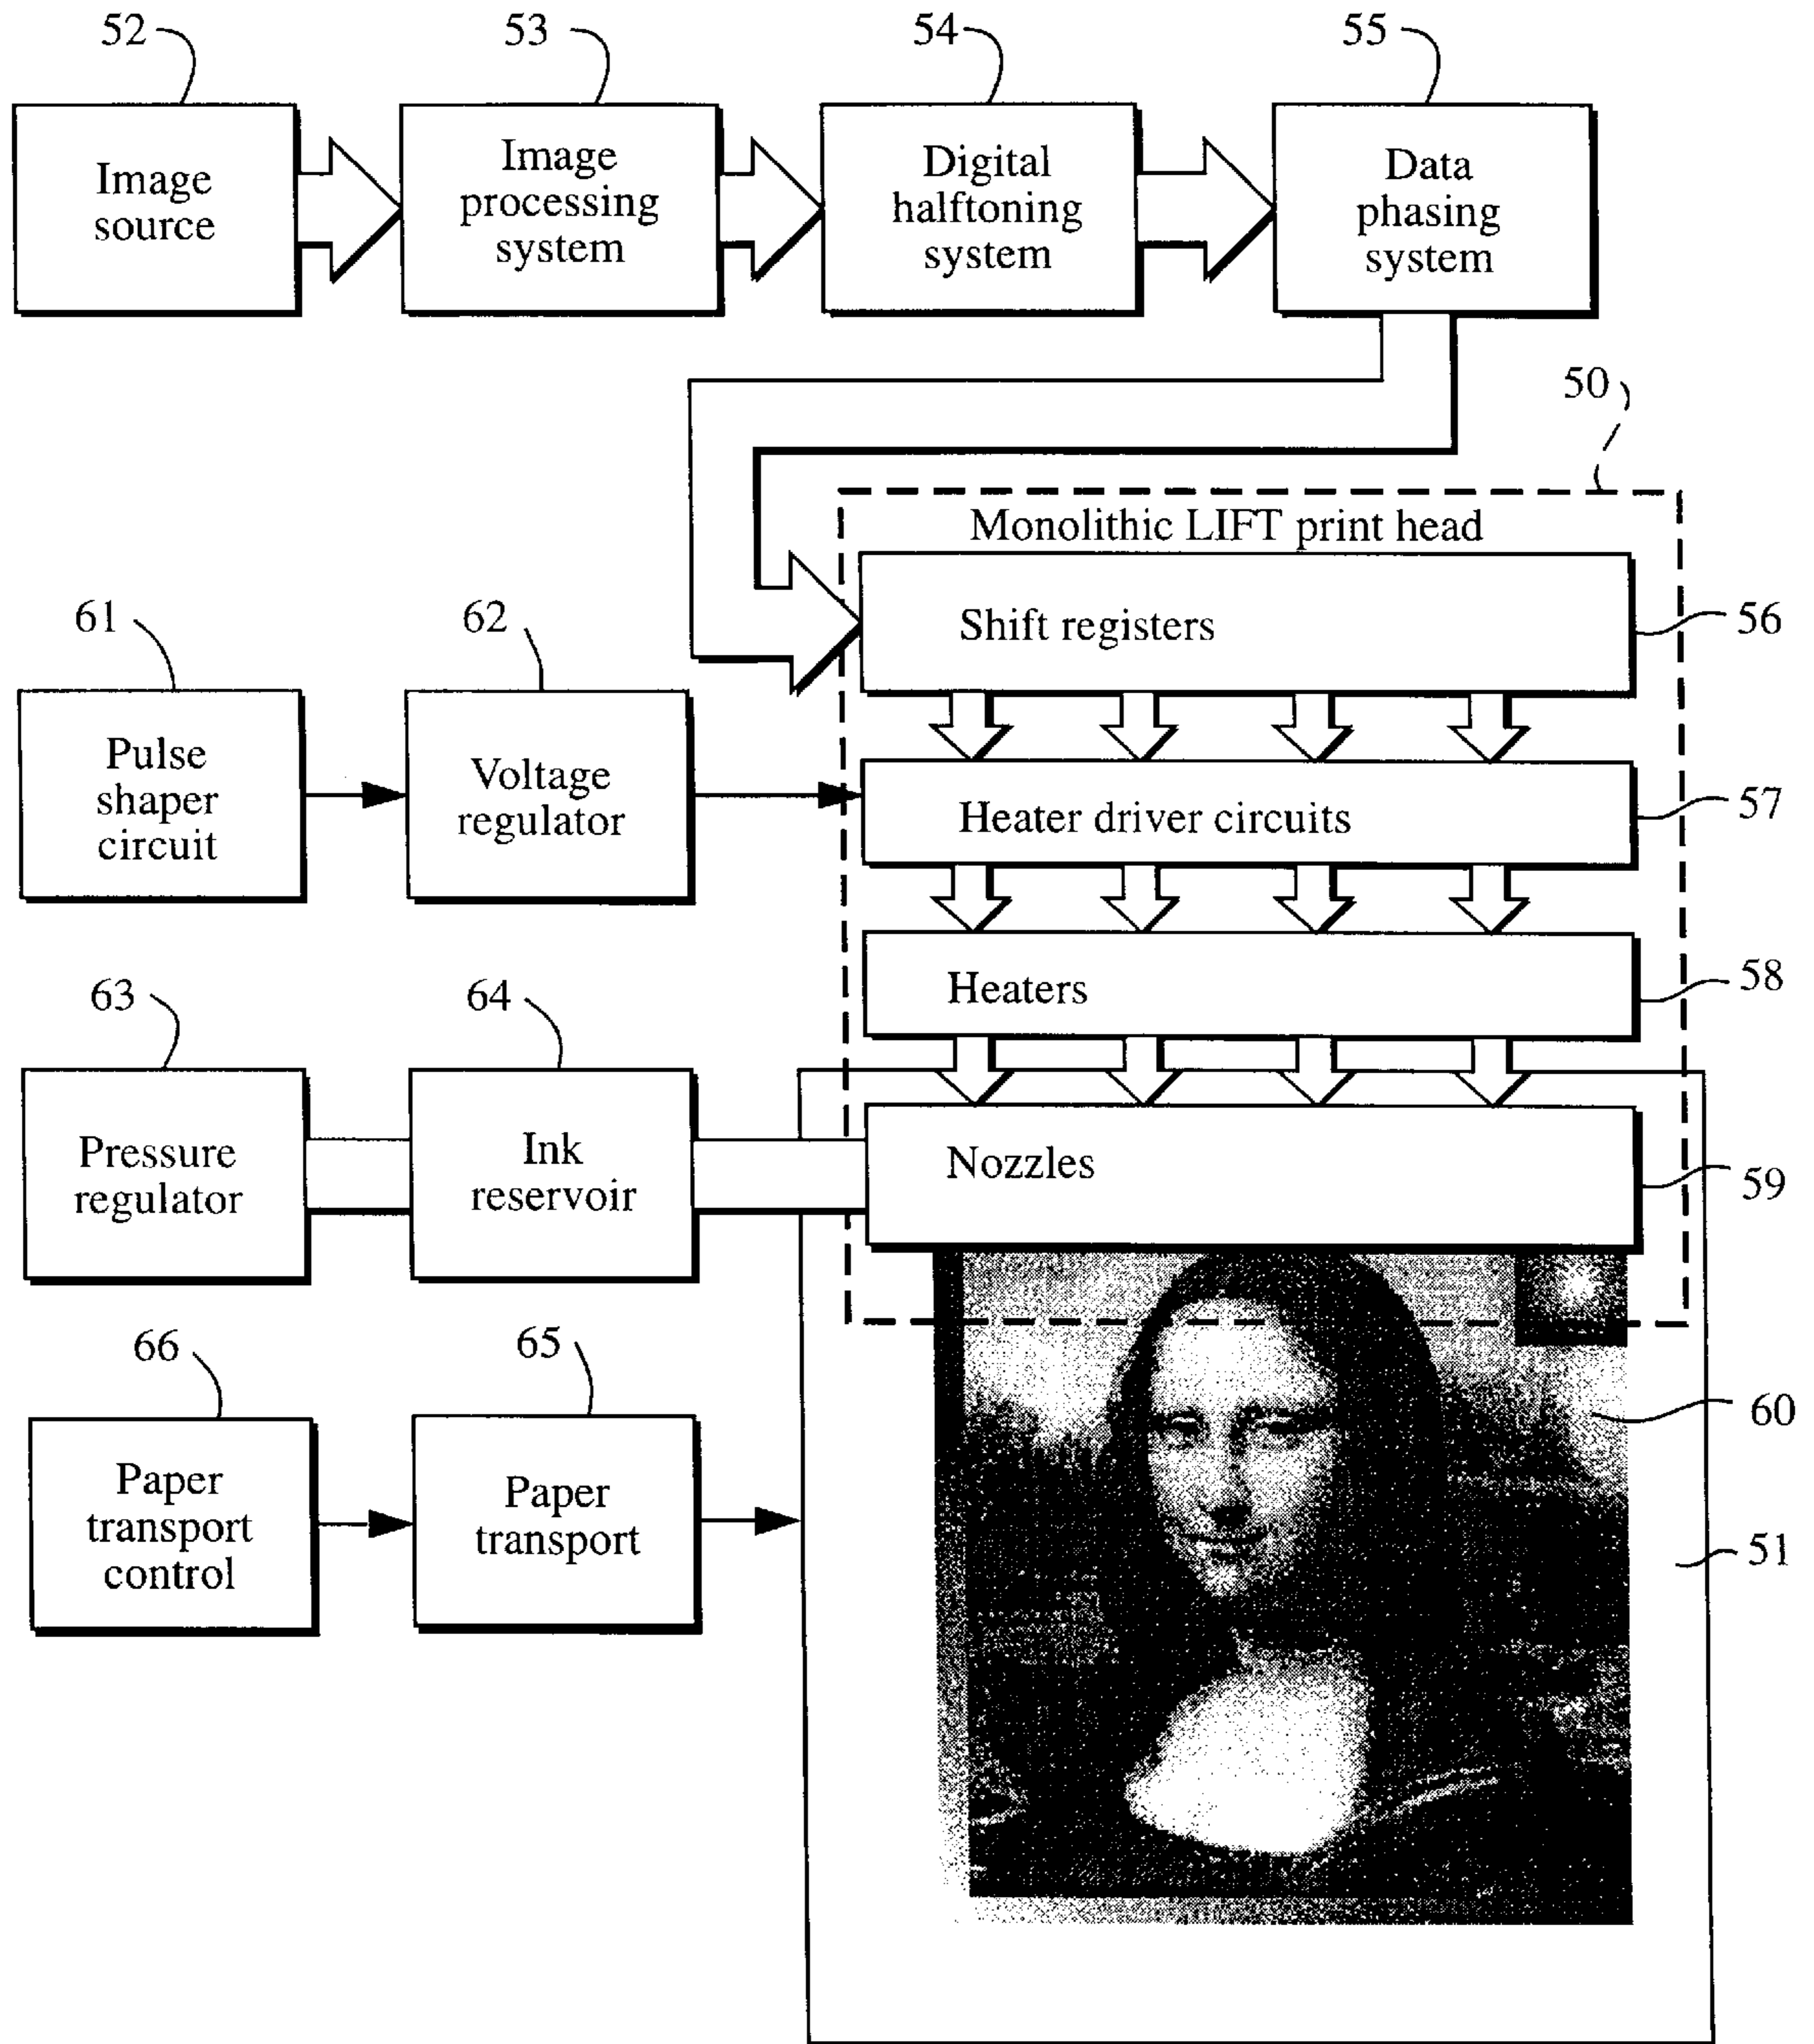 52
53
54
55
Image
source
Image
processing
system
Digital
halftoning
system
Data
phasing
system
50
Monolithic LIFT print head
Shift registers
56
61
62
Pulse
shaper
circuit
Voltage
regulator
Heater driver circuits
57
Heaters
58
63
64
Pressure
regulator
Ink
reservoir
Nozzles
59
66
65
Paper
transport
control
Paper
transport
60
51